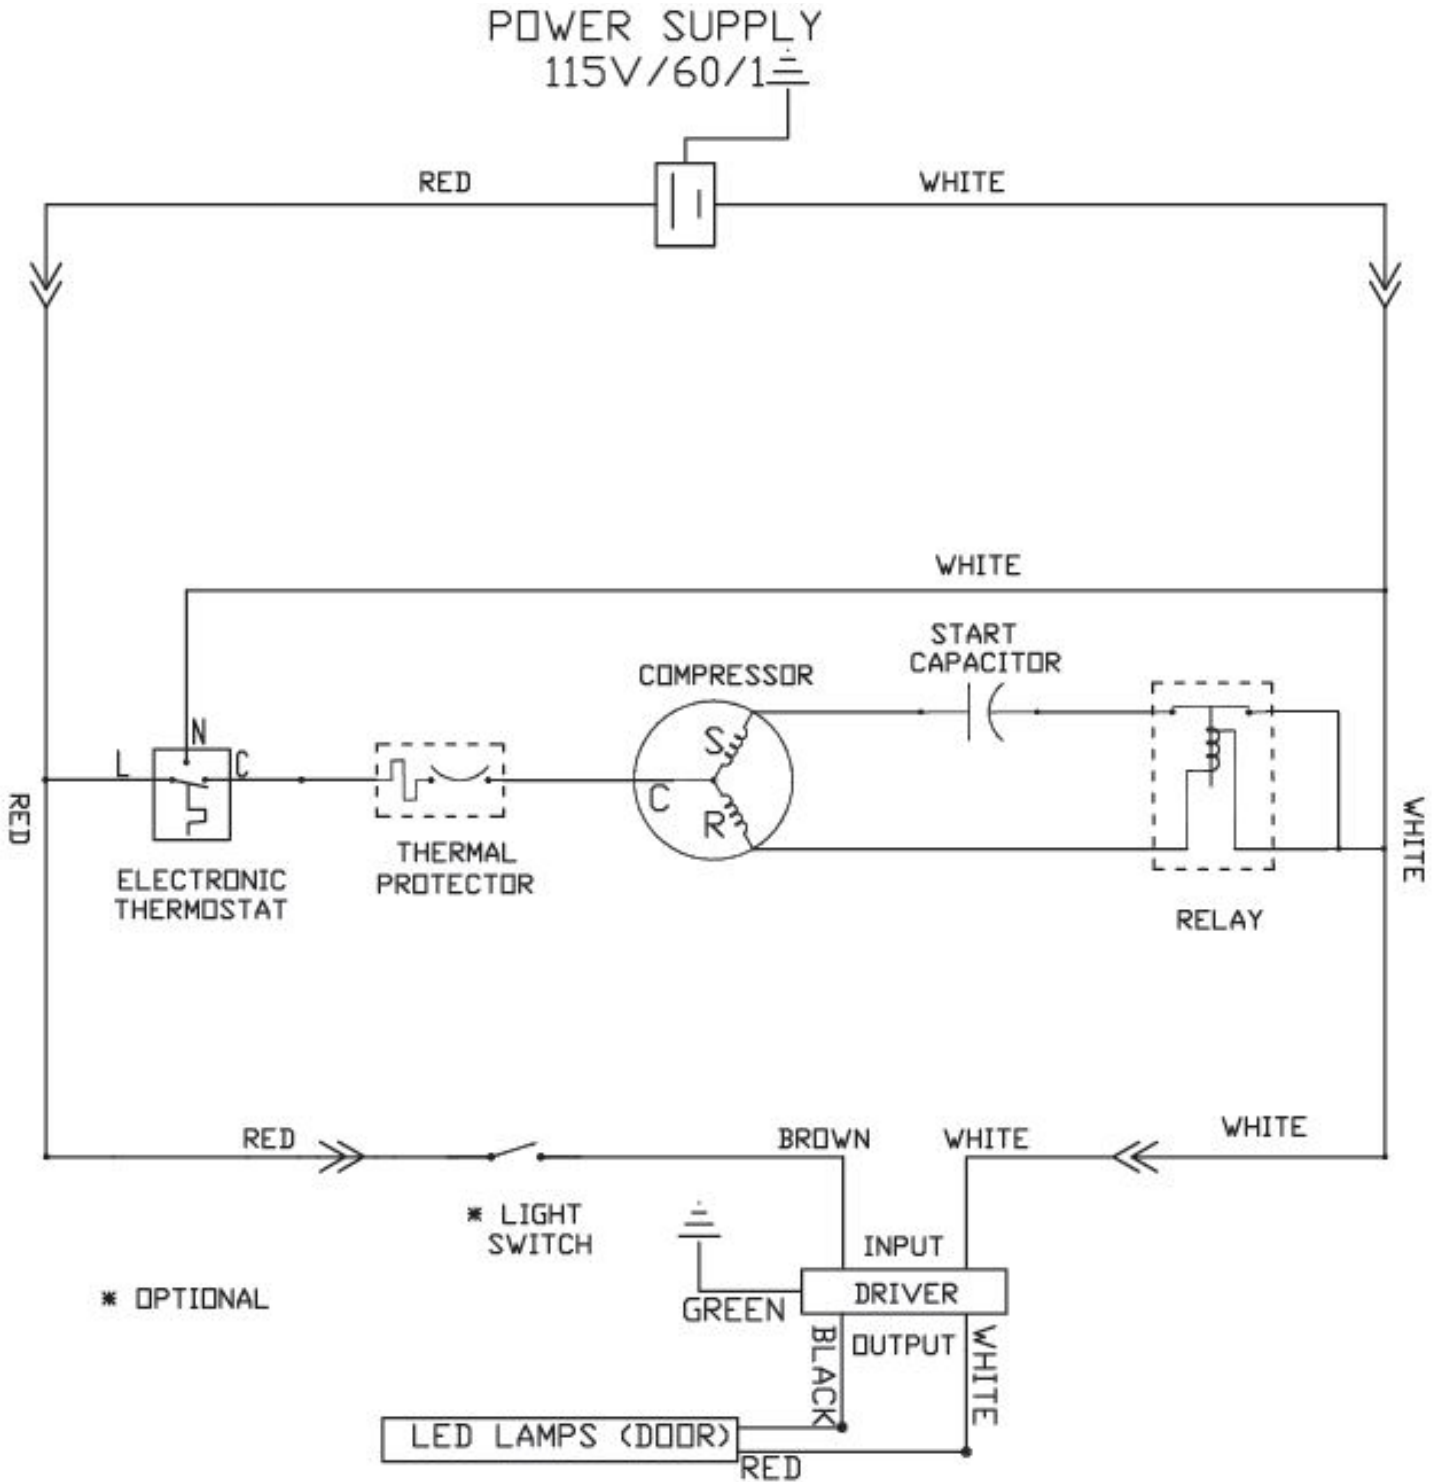 POWER SUPPLY
115V/60/1
RED
WHITE
WHITE
START
CAPACITOR
COMPRESSOR
N
L
C
S
C
R
RED
WHITE
THERMAL
PROTECTOR
ELECTRONIC
THERMOSTAT
RELAY
RED
BROWN
WHITE
WHITE
* LIGHT
SWITCH
INPUT
* OPTIONAL
DRIVER
GREEN
BLACK
OUTPUT
WHITE
LED LAMPS (DOOR)
RED